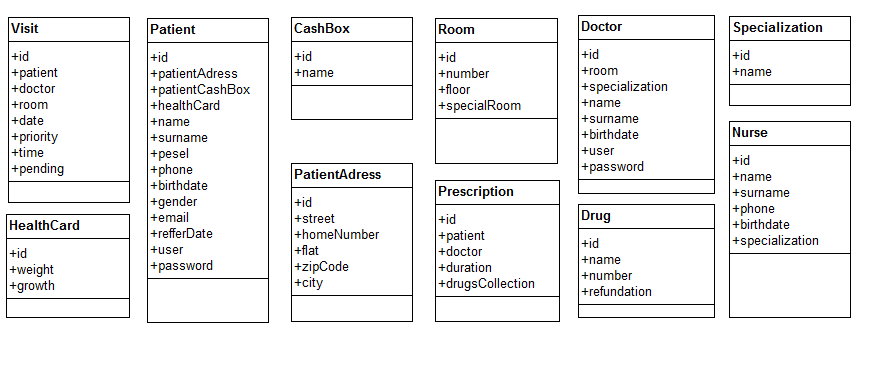 Visit
+id
+patient
+doctor
+room
+date
+priority
+time
+pending
HealthCard
+id
+weight
+growth
Patient
+id
+patientAdress
+patientCashBox
+healthCard
+name
+surname
+pesel
+phone
+birthdate
+gender
+email
+refferDate
+user
+password
CashBox
+id
+name
PatientAdress
+id
+street
+homeNumber
+flat
+zipCode
+city
Room
+id
+number
+floor
+specialRoom
Prescription
+id
+patient
+doctor
+duration
+drugsCollection
Doctor
+id
+room
+specialization
+name
+surname
+birthdate
+user
+password
Drug
+id
+name
+number
+refundation
Specialization
+id
+name
Nurse
+id
+name
+surname
+phone
+birthdate
+specialization